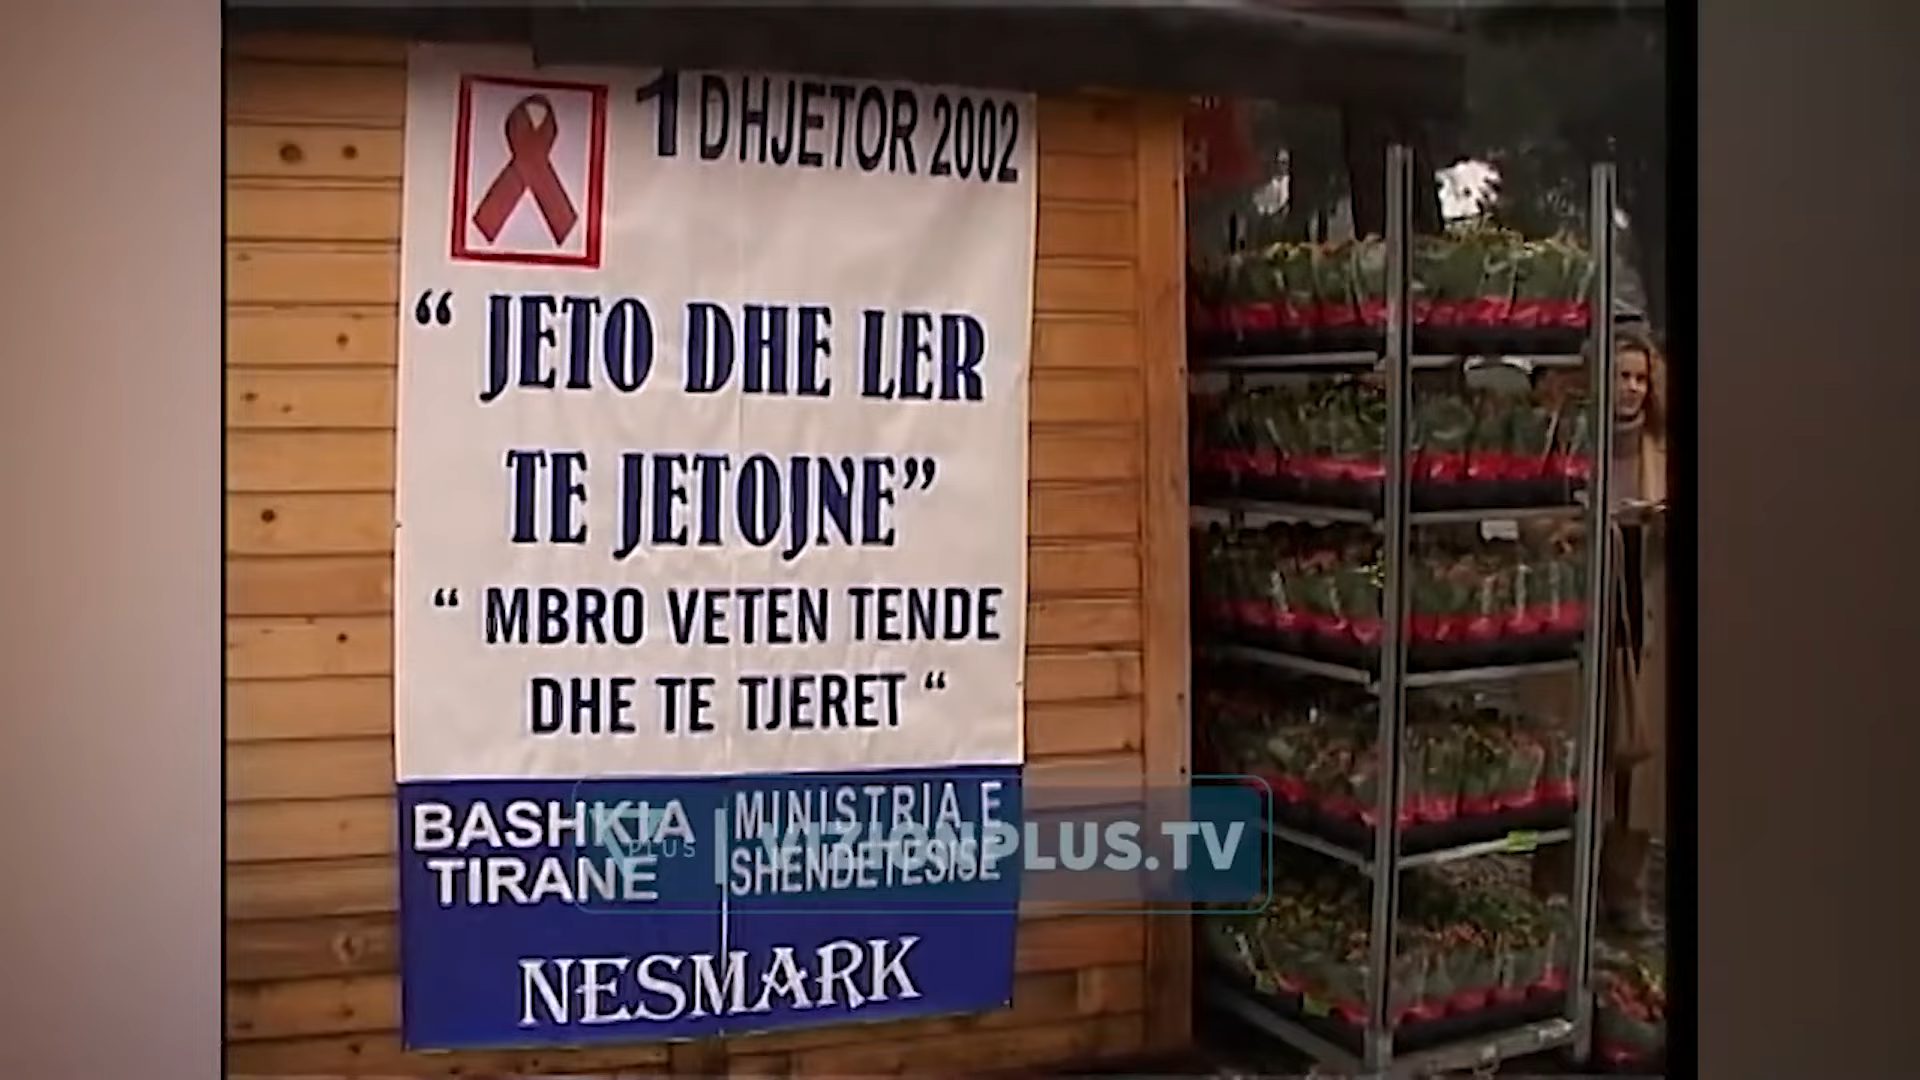 1 DHJETOR 2002
“ JETO DHE LER
TE JETOJNE”
“ MBRO VETEN TENDE
DHE TE TJERET “
BASHKIA
TIRANE
MINISTRIA E
SHENDETESISE
NESMARK
PLUS | VIZIONPLUS.TV